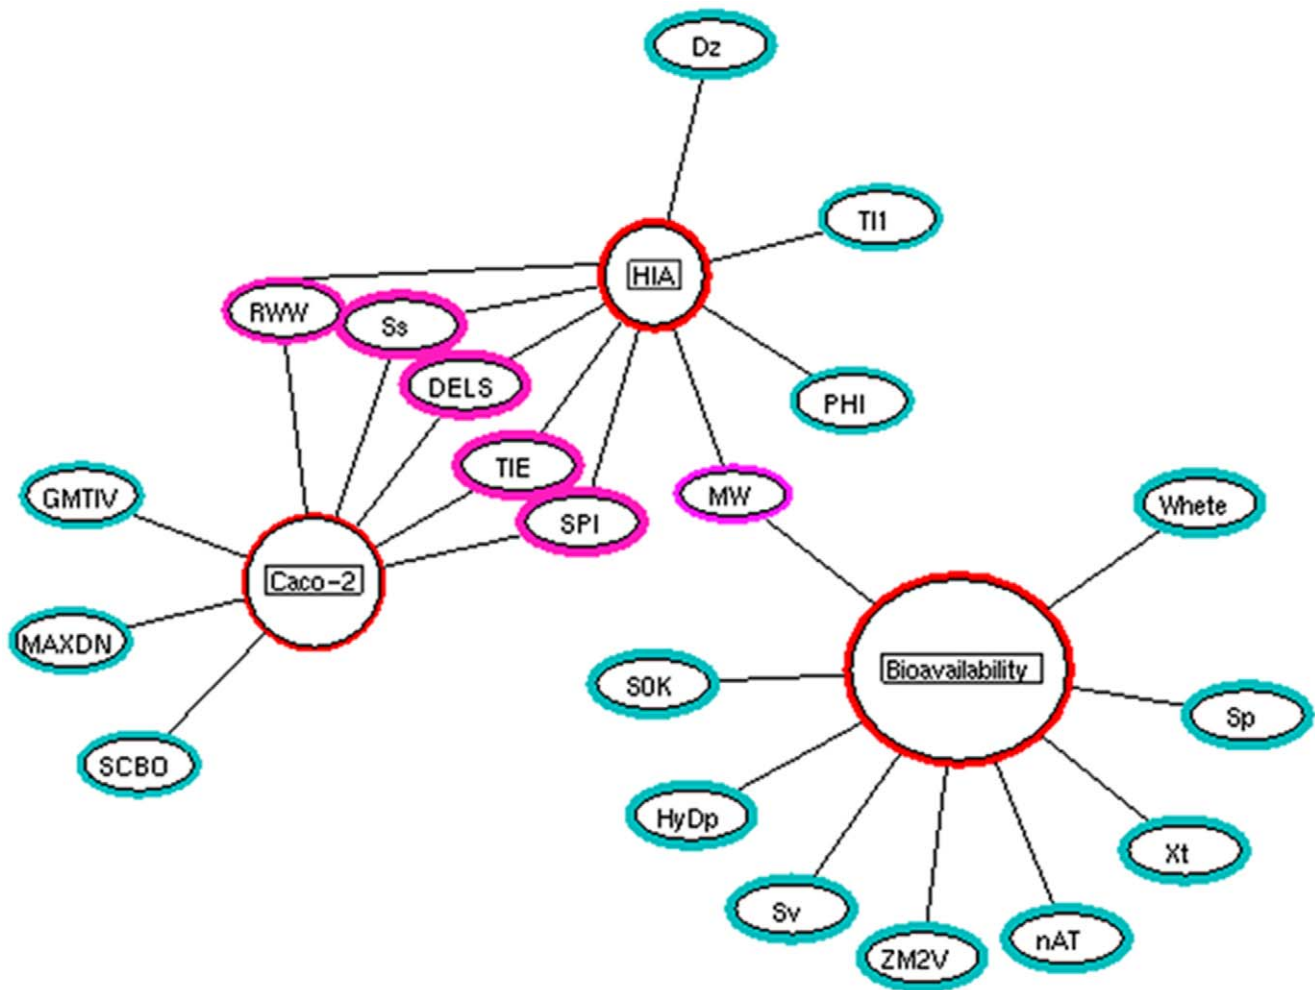 Dz
TI1
HIA
RWW
Ss
DELS
PHI
TIE
SPI
MW
GMTIV
Whete
Caco-2
MAXDN
SCBO
Bioavailability
S0K
Sp
HyDp
Xt
Sv
nAT
ZM2V